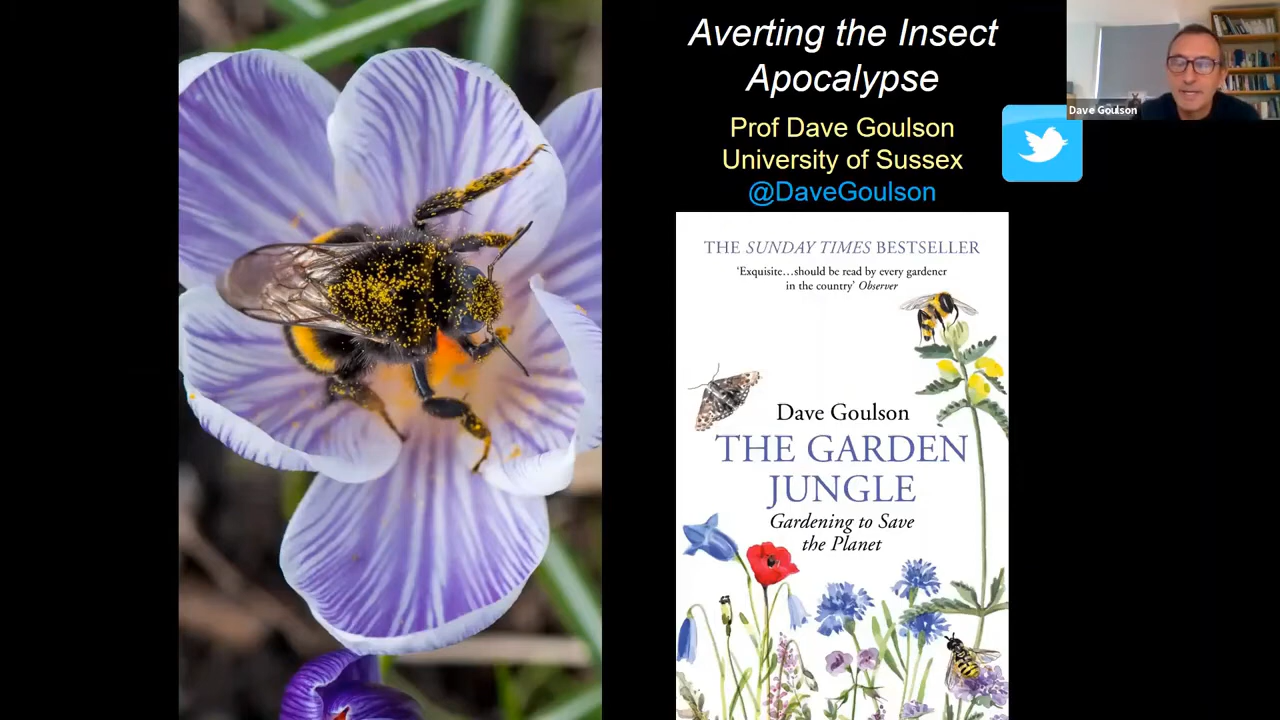 Averting the Insect
Apocalypse
Prof Dave Goulson
University of Sussex
@DaveGoulson
Dave Goulson
THE SUNDAY TIMES BESTSELLER
‘Exquisite…should be read by every gardener
in the country’ Observer
Dave Goulson
THE GARDEN
JUNGLE
Gardening to Save
the Planet